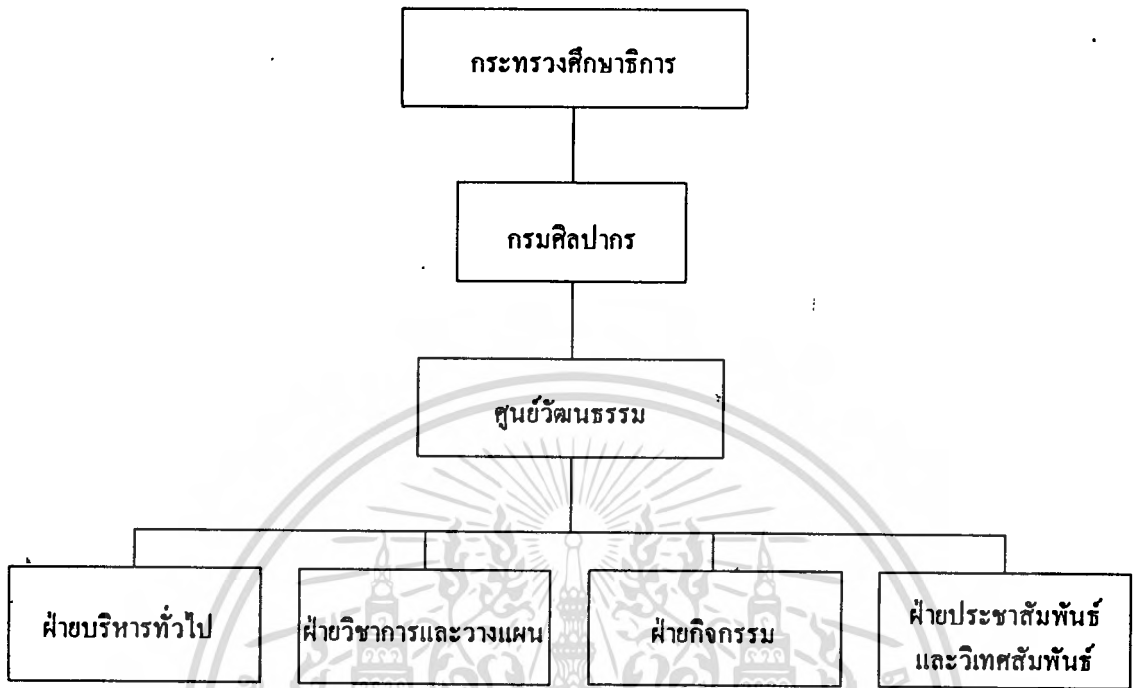 กระทรวงศึกษาธิการ
กรมศิลปากร
ศูนย์วัฒนธรรม
ฝ่ายบริหารทั่วไป
ฝ่ายวิชาการและวางแผน
ฝ่ายกิจกรรม
ฝ่ายประชาสัมพันธ์
และวิเทศสัมพันธ์